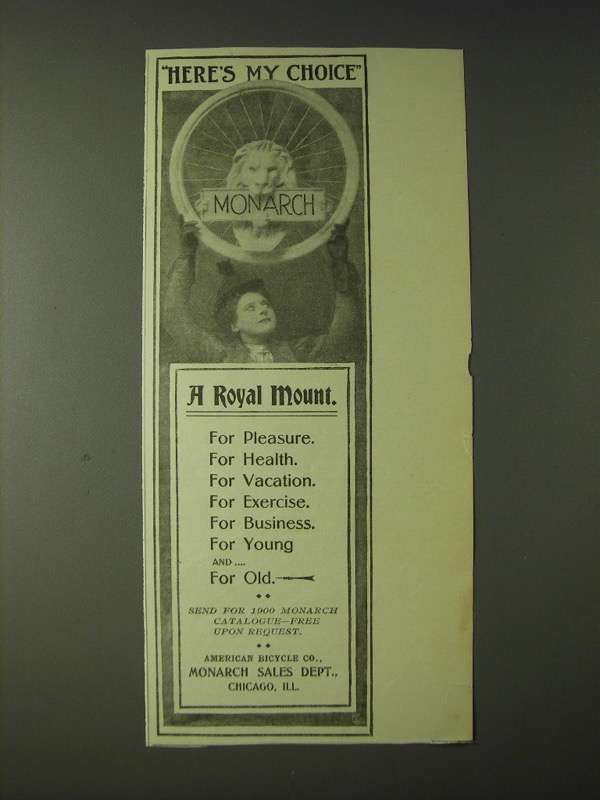 "HERE'S MY CHOICE"
MONARCH
A Royal Mount.
For Pleasure.
For Health.
For Vacation.
For Exercise.
For Business.
For Young
AND....
For Old.
SEND FOR 1900 MONARCH
CATALOGUE—FREE
UPON REQUEST.
AMERICAN BICYCLE CO.,
MONARCH SALES DEPT.,
CHICAGO, ILL.